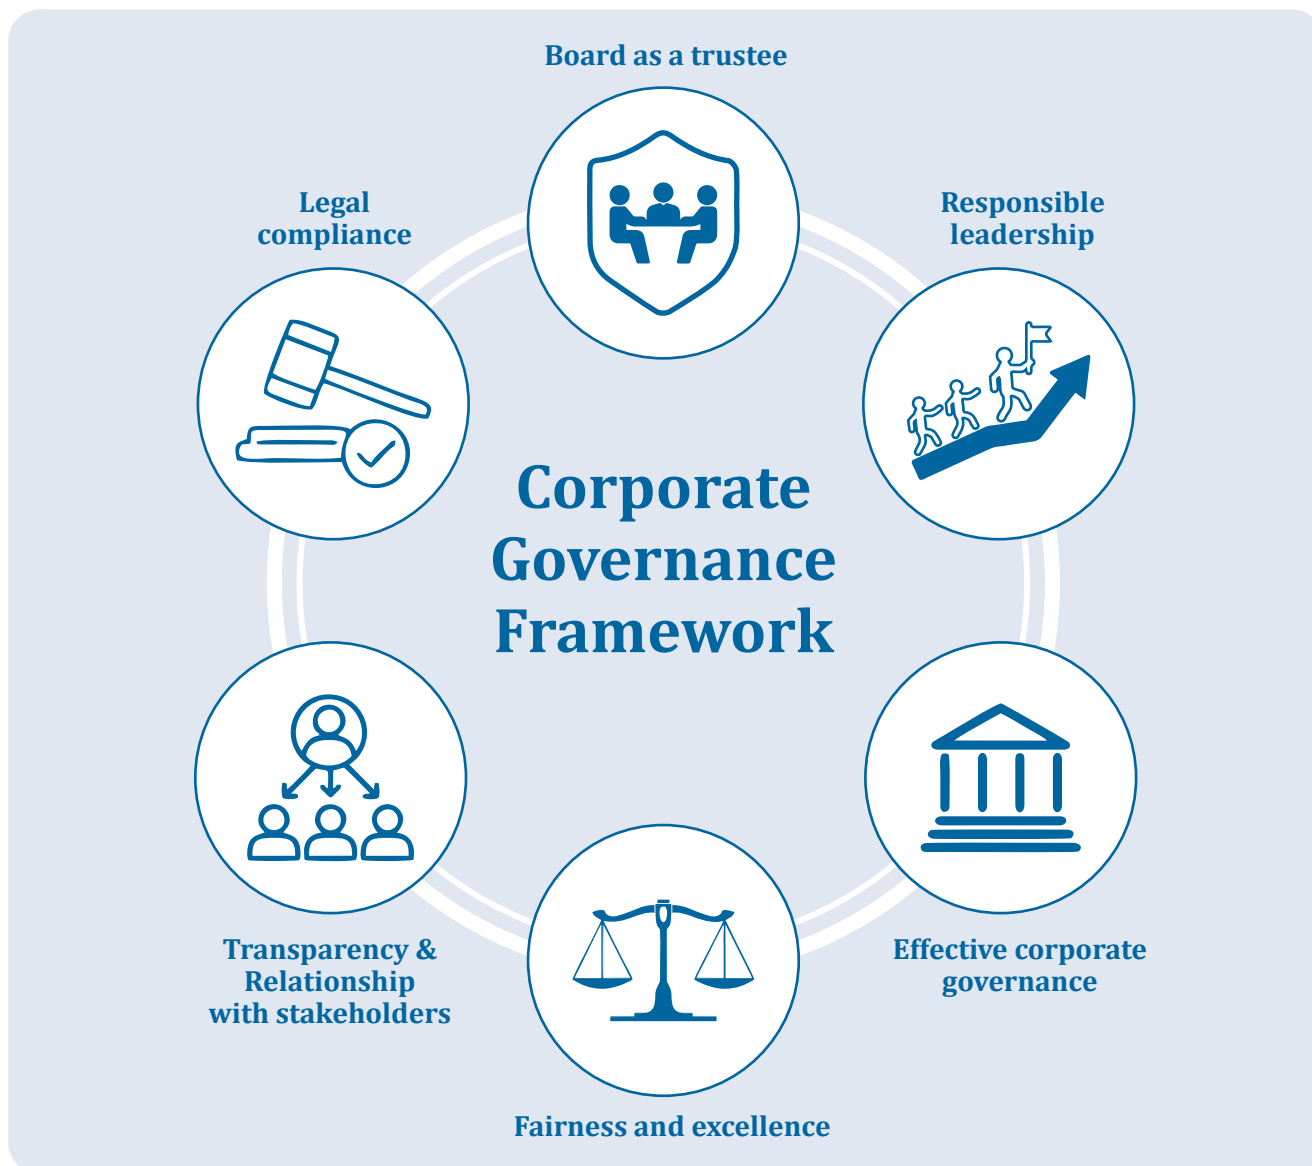 Board as a trustee
Legal
compliance
Responsible
leadership
Corporate
Governance
Framework
Transparency &
Relationship
with stakeholders
Effective corporate
governance
Fairness and excellence